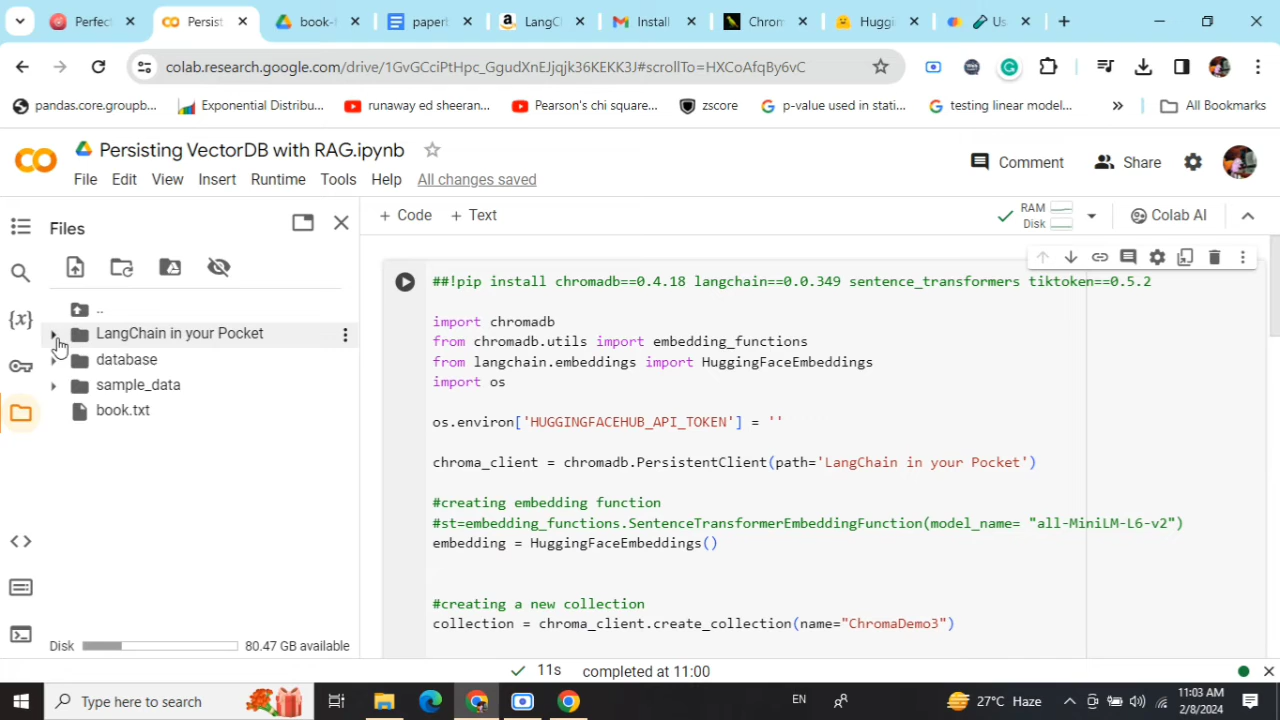 Perfect
Persist
book-t
papert
LangCh
Install
Chrom
Huggi
Us
colab.research.google.com/drive/1GvGCciPtHpc_GgudXnEJjqjk36KEKK3J#scrollTo=HXCoAfqBy6vC
pandas.core.groupb...
Exponential Distribu...
runaway ed sheeran...
Pearson's chi square...
zscore
p-value used in stati...
testing linear model...
»
All Bookmarks
Persisting VectorDB with RAG.ipynb
Comment
Share
File Edit View Insert Runtime Tools Help All changes saved
Files
+ Code + Text
RAM
Disk
Colab AI
..
LangChain in your Pocket
database
sample_data
book.txt
Disk 80.47 GB available
##!pip install chromadb==0.4.18 langchain==0.0.349 sentence_transformers tiktoken==0.5.2
import chromadb
from chromadb.utils import embedding_functions
from langchain.embeddings import HuggingFaceEmbeddings
import os
os.environ['HUGGINGFACEHUB_API_TOKEN'] = ''
chroma_client = chromadb.PersistentClient(path='LangChain in your Pocket')
#creating embedding function
#st=embedding_functions.SentenceTransformerEmbeddingFunction(model_name= "all-MiniLM-L6-v2")
embedding = HuggingFaceEmbeddings()
#creating a new collection
collection = chroma_client.create_collection(name="ChromaDemo3")
11s completed at 11:00
Type here to search
EN
27°C Haze
11:03 AM
2/8/2024